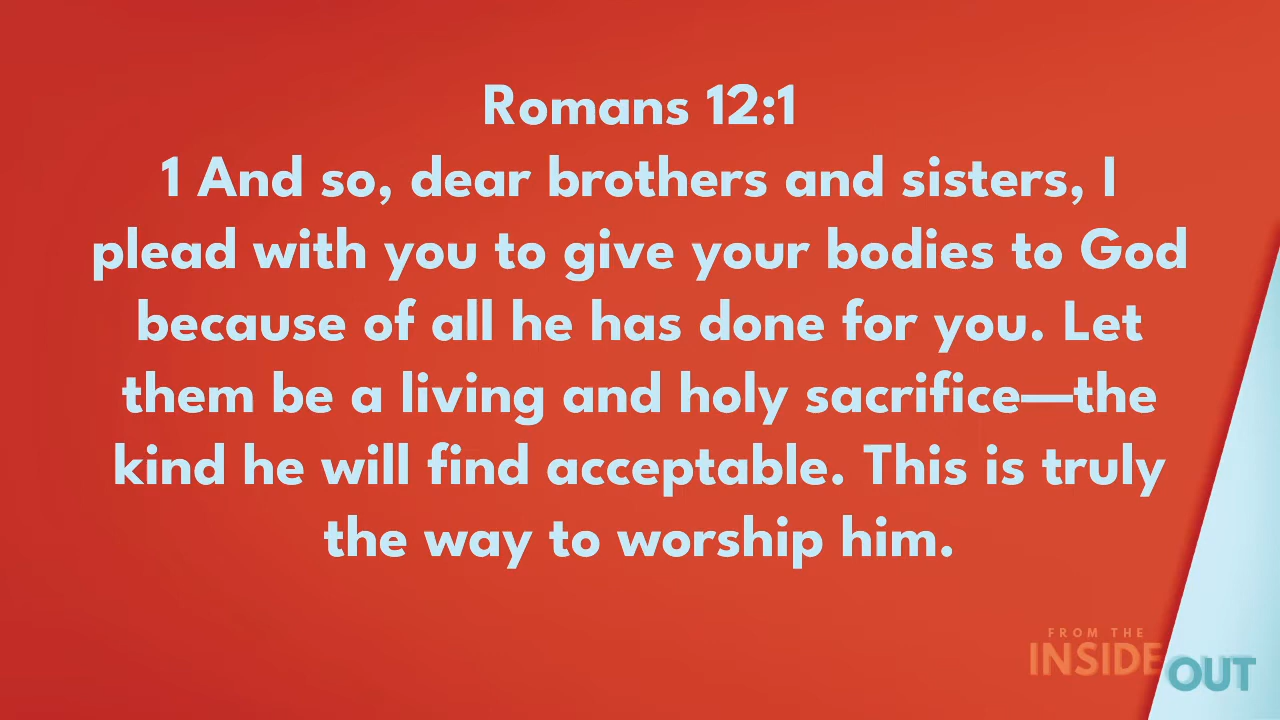 Romans 12:1
1 And so, dear brothers and sisters, I
plead with you to give your bodies to God
because of all he has done for you. Let
them be a living and holy sacrifice—the
kind he will find acceptable. This is truly
the way to worship him.
FROM THE
INSIDE OUT